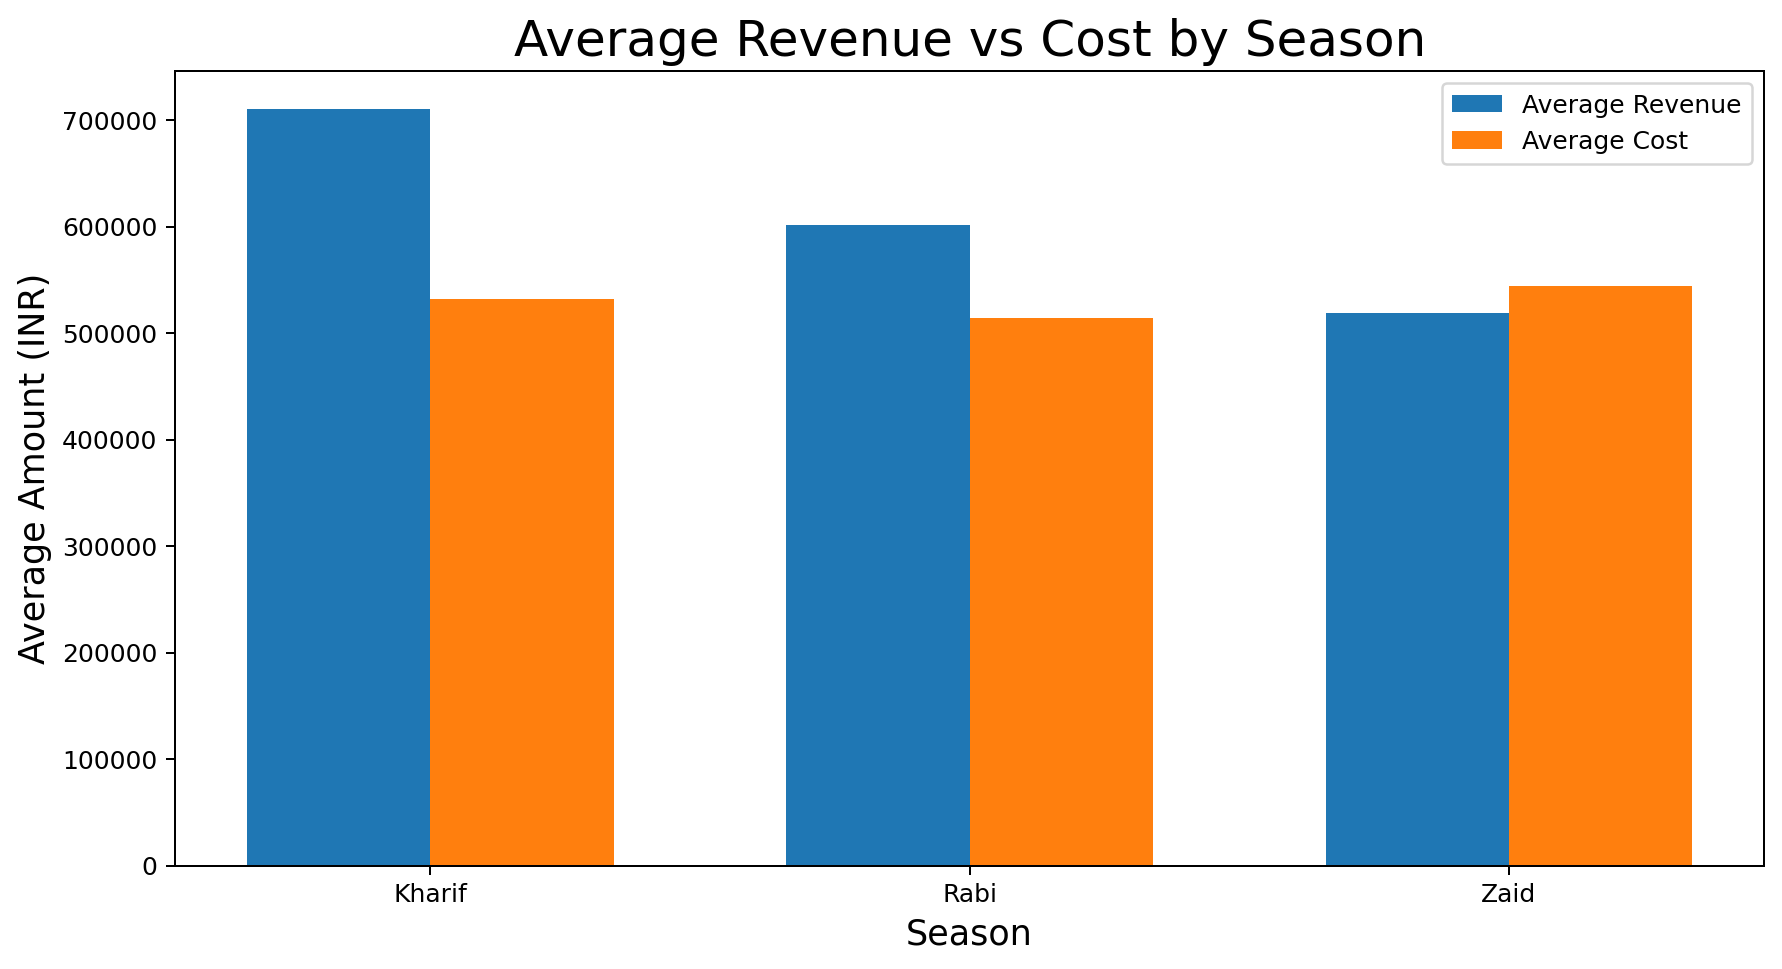 Average Revenue vs Cost by Season
Average Revenue
Average Cost
Average Amount (INR)
700000
600000
500000
400000
300000
200000
100000
0
Kharif
Rabi
Zaid
Season